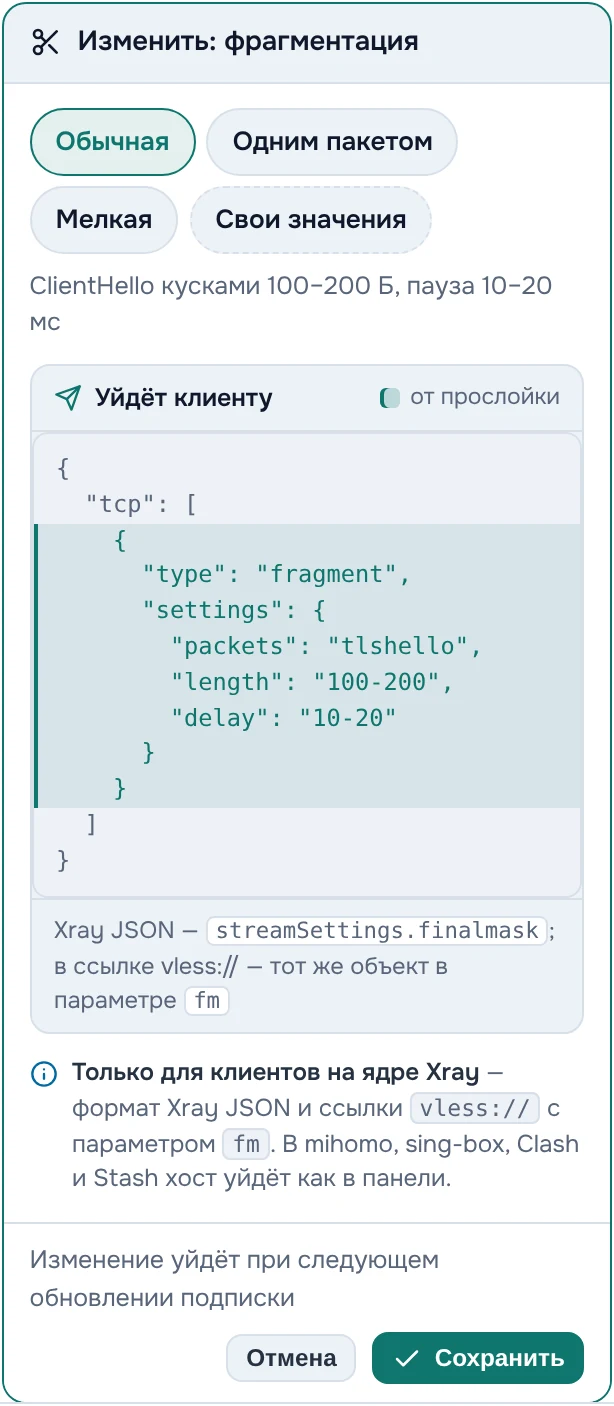 Изменить: фрагментация
Обычная
Одним пакетом
Мелкая
Свои значения
ClientHello кусками 100–200 Б, пауза 10–20
мс
Уйдёт клиенту
от прослойки
{
  "tcp": [
    {
      "type": "fragment",
      "settings": {
        "packets": "tlshello",
        "length": "100-200",
        "delay": "10-20"
      }
    }
  ]
}
Xray JSON — streamSettings.finalmask;
в ссылке vless:// — тот же объект в
параметре fm
Только для клиентов на ядре Xray —
формат Xray JSON и ссылки vless:// с
параметром fm. В mihomo, sing-box, Clash
и Stash хост уйдёт как в панели.
Изменение уйдёт при следующем
обновлении подписки
Отмена
Сохранить